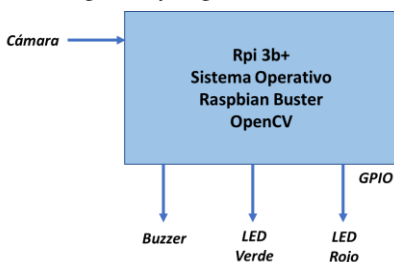 Cámara
Rpi 3b+
Sistema Operativo
Raspbian Buster
OpenCV
GPIO
Buzzer
LED
Verde
LED
Rojo